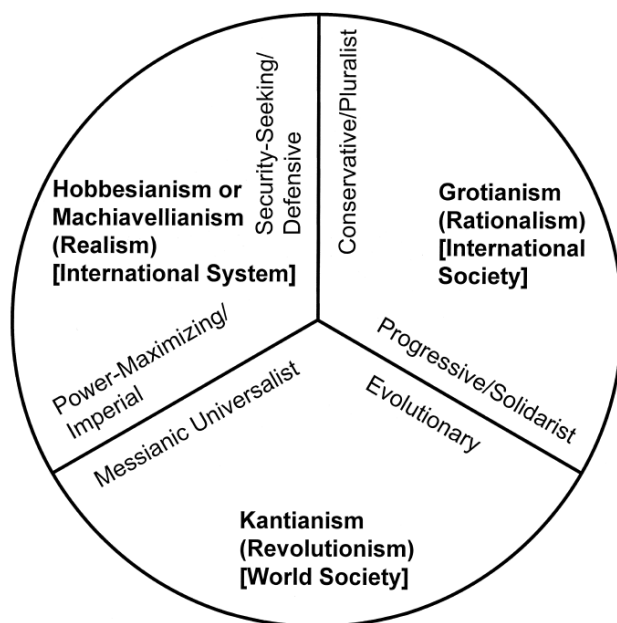 Security-Seeking/
Defensive
Conservative/Pluralist
Hobbesianism or
Machiavellianism
(Realism)
[International System]
Grotianism
(Rationalism)
[International
Society]
Power-Maximizing/
Imperial
Messianic Universalist
Progressive/Solidarist
Evolutionary
Kantianism
(Revolutionism)
[World Society]